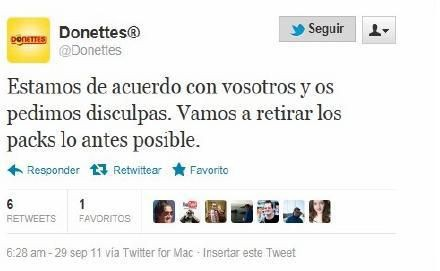 DONETTES
Donettes®
@Donettes
Seguir
Estamos de acuerdo con vosotros y os
pedimos disculpas. Vamos a retirar los
packs lo antes posible.
Responder Retwittear Favorito
6
RETWEETS
1
FAVORITOS
6:28 am - 29 sep 11 vía Twitter for Mac · Insertar este Tweet